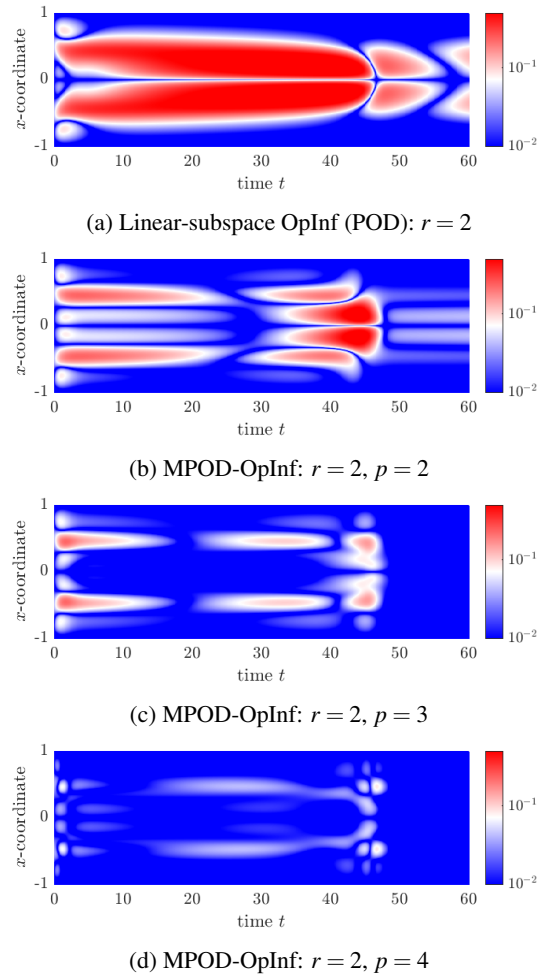 1
0
-1
x-coordinate
0 10 20 30 40 50 60
time t
10⁻¹
10⁻²
(a) Linear-subspace OpInf (POD): r = 2
1
0
-1
x-coordinate
0 10 20 30 40 50 60
time t
10⁻¹
10⁻²
(b) MPOD-OpInf: r = 2, p = 2
1
0
-1
x-coordinate
0 10 20 30 40 50 60
time t
10⁻¹
10⁻²
(c) MPOD-OpInf: r = 2, p = 3
1
0
-1
x-coordinate
0 10 20 30 40 50 60
time t
10⁻¹
10⁻²
(d) MPOD-OpInf: r = 2, p = 4